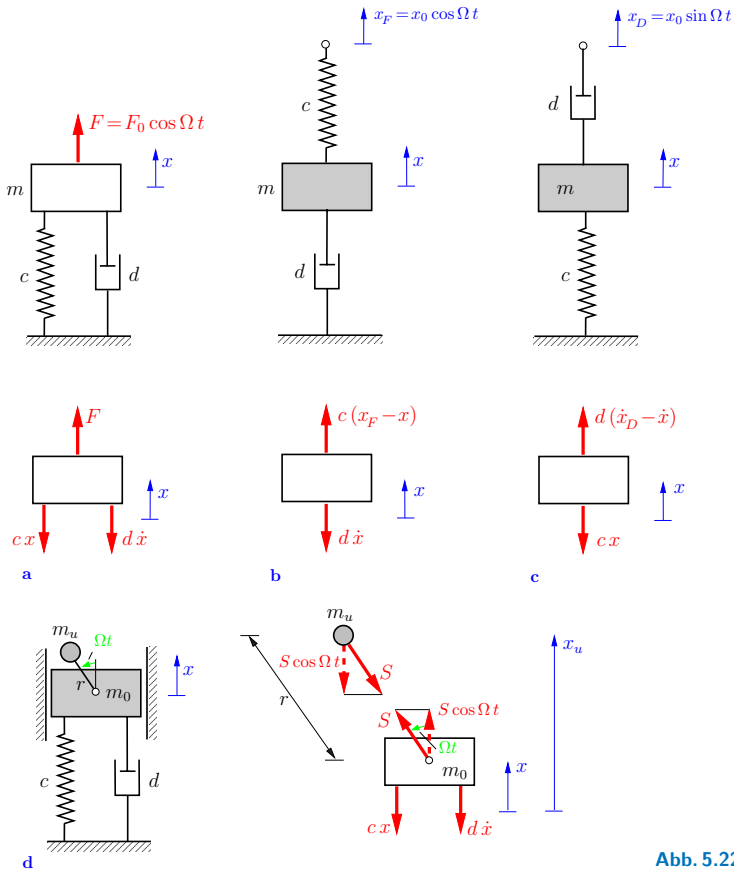 x_F = x_0 cos Ω t
x_D = x_0 sin Ω t
F = F_0 cos Ω t
c
d
x
x
x
m
m
m
c
d
d
c
F
c (x_F − x)
d (ẋ_D − ẋ)
x
x
x
c x
d ẋ
d ẋ
c x
a
b
c
m_u
Ωt
x
r
m_0
c
d
d
m_u
x_u
S cos Ω t
S
r
S
S cos Ω t
Ωt
m_0
x
c x
d ẋ
Abb. 5.22